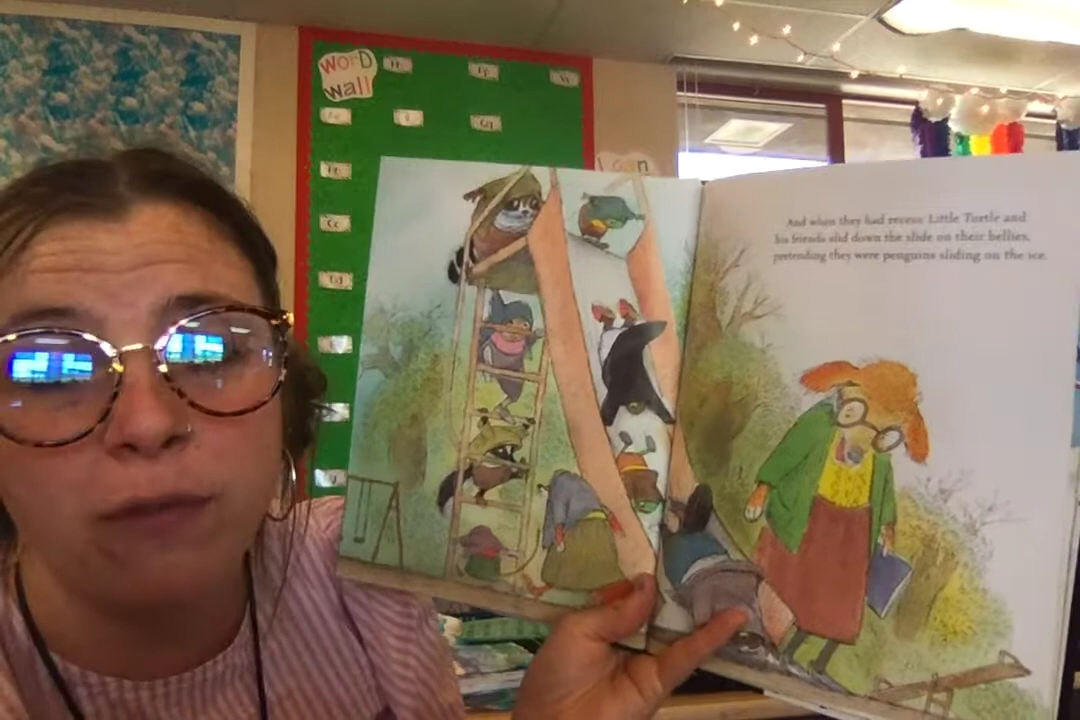 word
wall
I can
And when they had recess Little Turtle and
his friends slid down the slide on their bellies,
pretending they were penguins sliding on the ice.